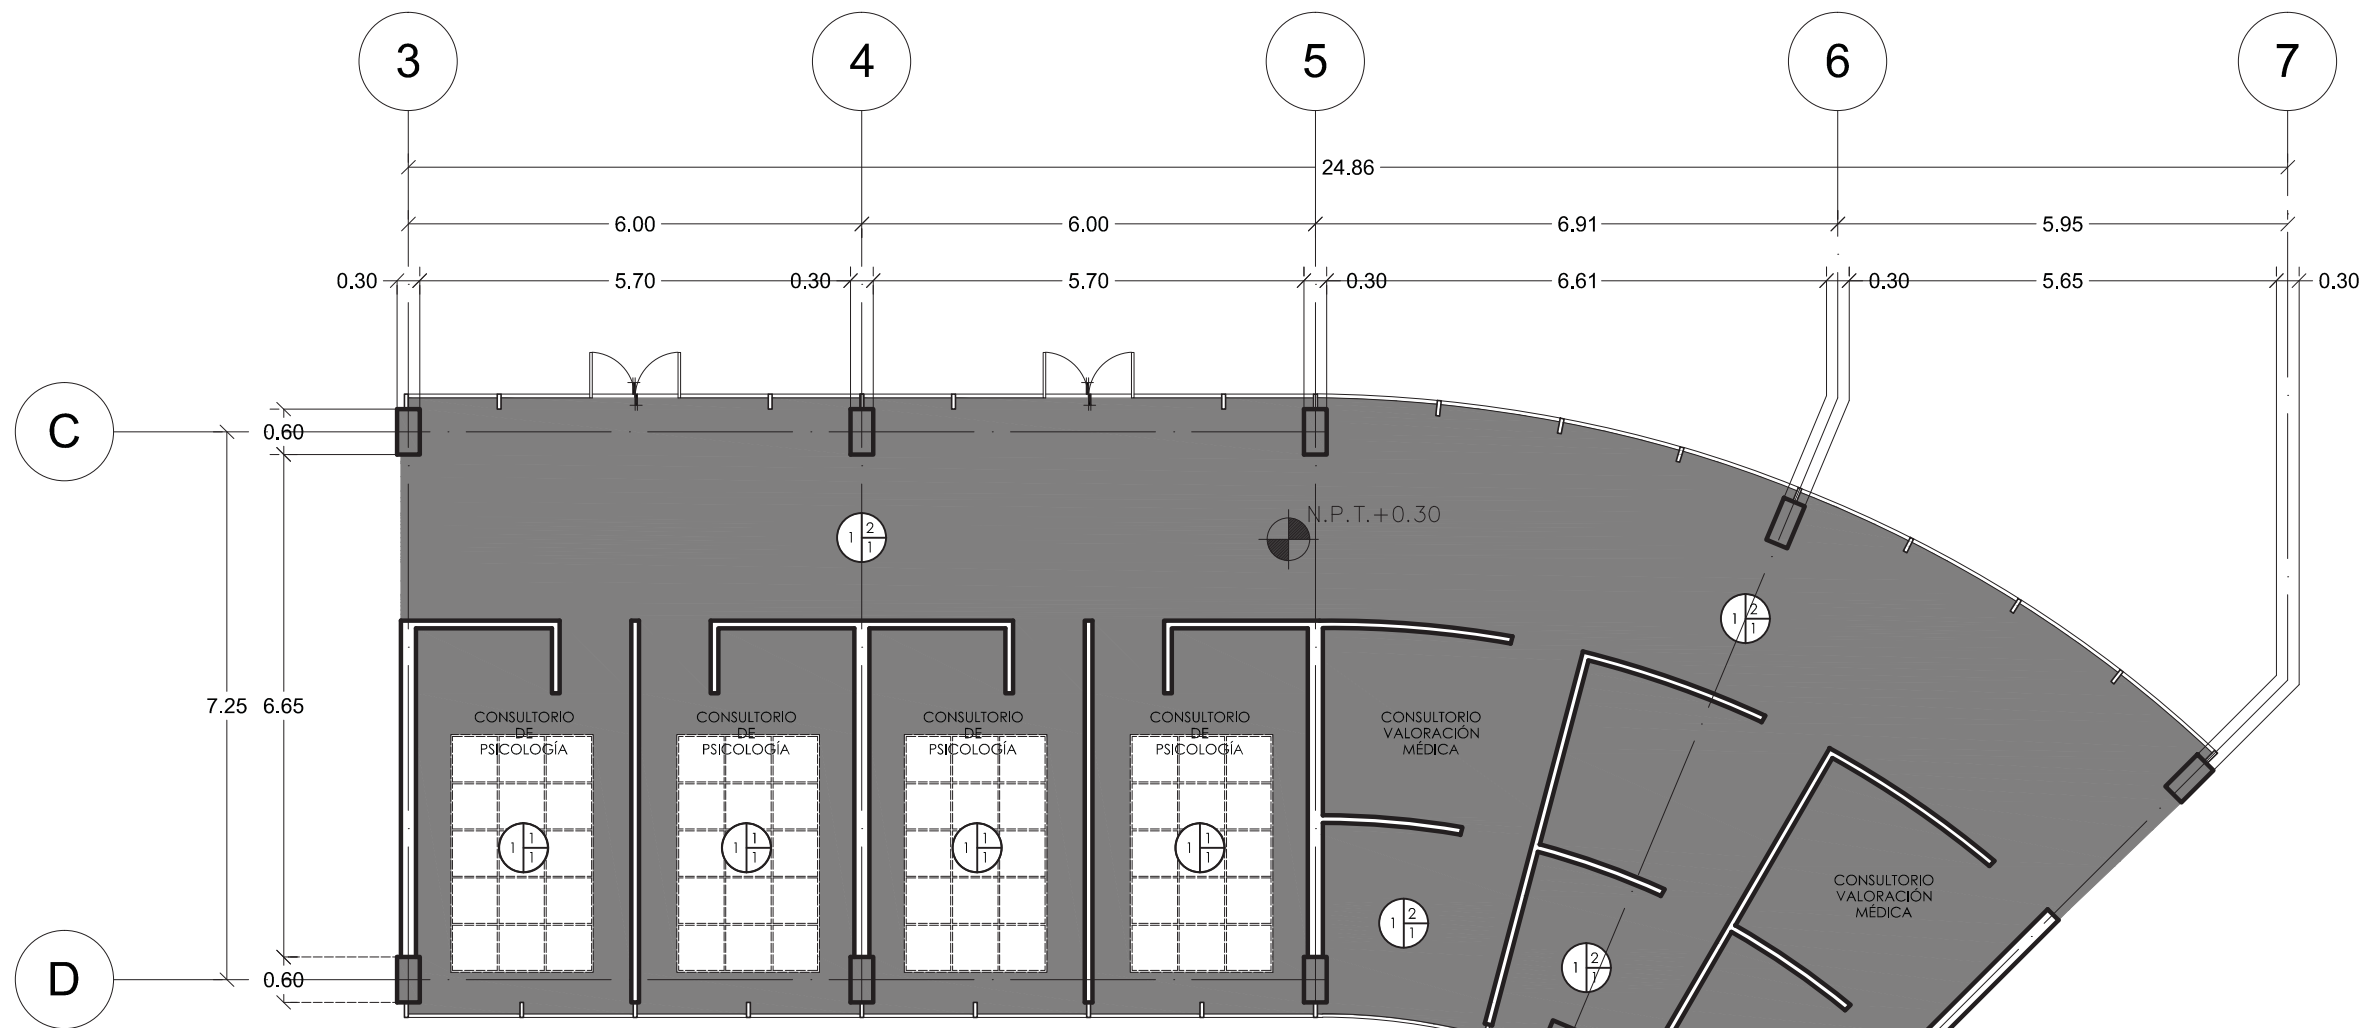 3 4 5 6 7
24.86
6.00 6.00 6.91 5.95
0.30 5.70 0.30 5.70 0.30 6.61 0.30 5.65 0.30
C 0.60
N.P.T.+0.30
1 2 1
1 2 1
7.25 6.65
CONSULTORIO
DE
PSICOLOGÍA
CONSULTORIO
DE
PSICOLOGÍA
CONSULTORIO
DE
PSICOLOGÍA
CONSULTORIO
DE
PSICOLOGÍA
CONSULTORIO
VALORACIÓN
MÉDICA
1 1 1
1 1 1
1 1 1
1 1 1
CONSULTORIO
VALORACIÓN
MÉDICA
1 2 1
1 2 1
D 0.60